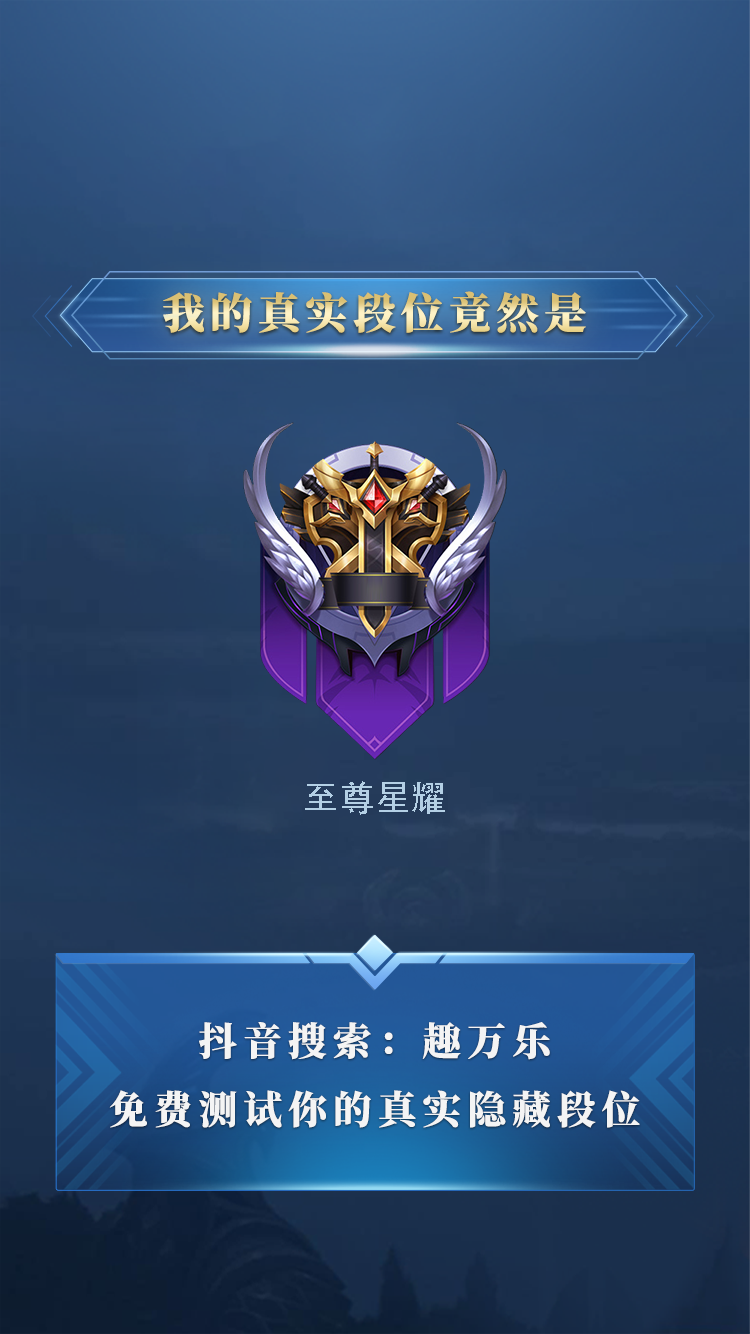 我的真实段位竟然是
至尊星耀
抖音搜索：趣万乐
免费测试你的真实隐藏段位